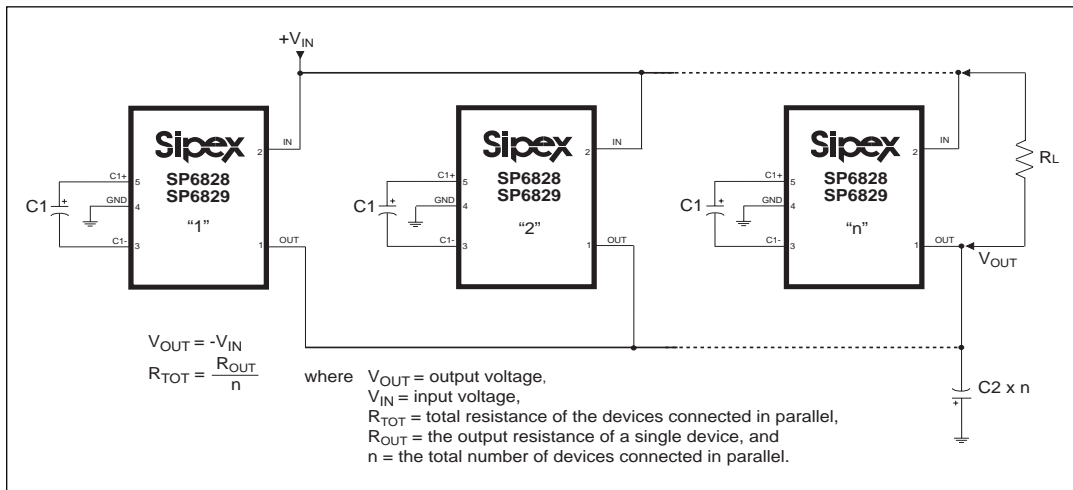 +VIN
Sipex
SP6828
SP6829
"1"
IN
2
C1+
5
GND
4
C1-
3
C1
+
1
OUT
Sipex
SP6828
SP6829
"2"
IN
2
C1+
5
GND
4
C1-
3
C1
+
1
OUT
Sipex
SP6828
SP6829
"n"
IN
2
C1+
5
GND
4
C1-
3
C1
+
1
OUT
RL
VOUT
C2 x n
+
VOUT = -VIN
RTOT = ROUT
n
where VOUT = output voltage,
VIN = input voltage,
RTOT = total resistance of the devices connected in parallel,
ROUT = the output resistance of a single device, and
n = the total number of devices connected in parallel.